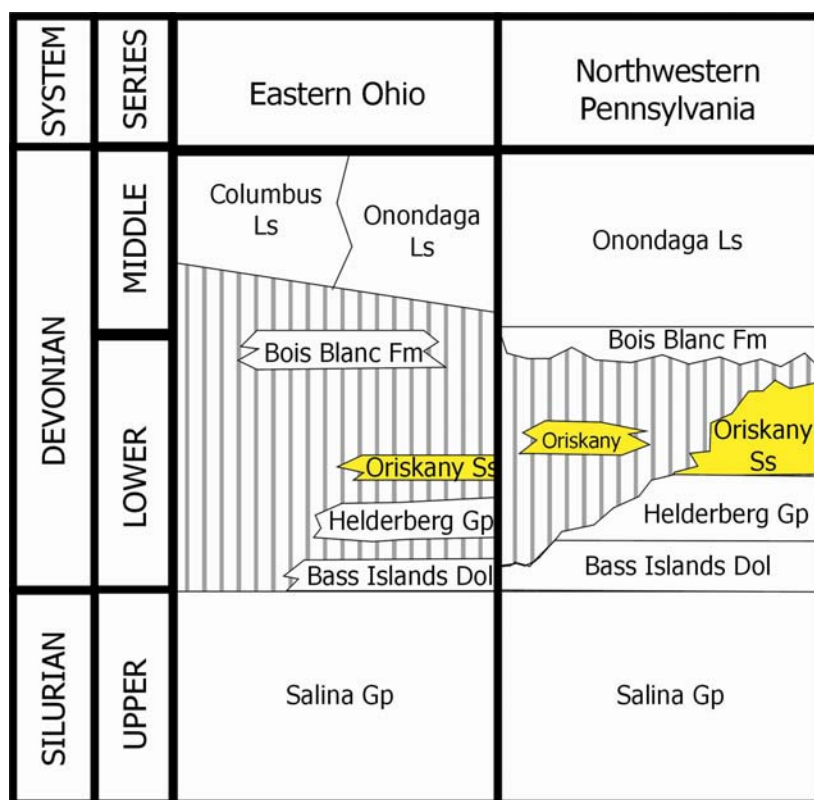 SYSTEM
SERIES
Eastern Ohio
Northwestern
Pennsylvania
DEVONIAN
MIDDLE
Columbus
Ls
Onondaga
Ls
Onondaga Ls
LOWER
Bois Blanc Fm
Oriskany Ss
Helderberg Gp
Bass Islands Dol
Bois Blanc Fm
Oriskany
Oriskany
Ss
Helderberg Gp
Bass Islands Dol
SILURIAN
UPPER
Salina Gp
Salina Gp